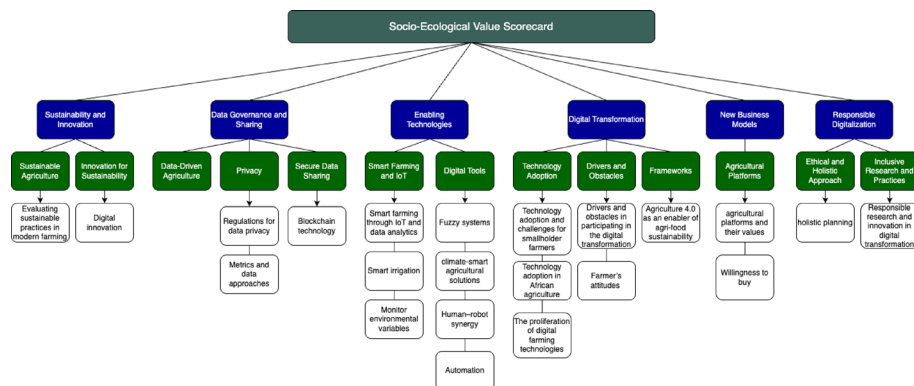 Socio-Ecological Value Scorecard
Sustainability and
Innovation
Data Governance and
Sharing
Enabling
Technologies
Digital Transformation
New Business
Models
Responsible
Digitalization
Sustainable
Agriculture
Innovation for
Sustainability
Data-Driven
Agriculture
Privacy
Secure Data
Sharing
Smart Farming
and IoT
Digital Tools
Technology
Adoption
Drivers and
Obstacles
Frameworks
Agricultural
Platforms
Ethical and
Holistic
Approach
Inclusive
Research and
Practices
Evaluating
sustainable
practices in
modern farming
Digital
innovation
Regulations for
data privacy
Blockchain
technology
Smart farming
through IoT and
data analytics
Fuzzy systems
Technology
adoption and
challenges for
smallholder
farmers
Drivers and
obstacles in
participating in
the digital
transformation
Agriculture 4.0
as an enabler of
agri-food
sustainability
agricultural
platforms and
their values
holistic planning
Responsible
research and
innovation in
digital
transformation
Metrics and
data
approaches
Smart irrigation
climate-smart
agricultural
solutions
Technology
adoption in
African
agriculture
Farmer's
attitudes
Willingness to
buy
Monitor
environmental
variables
Human–robot
synergy
The proliferation
of digital
farming
technologies
Automation